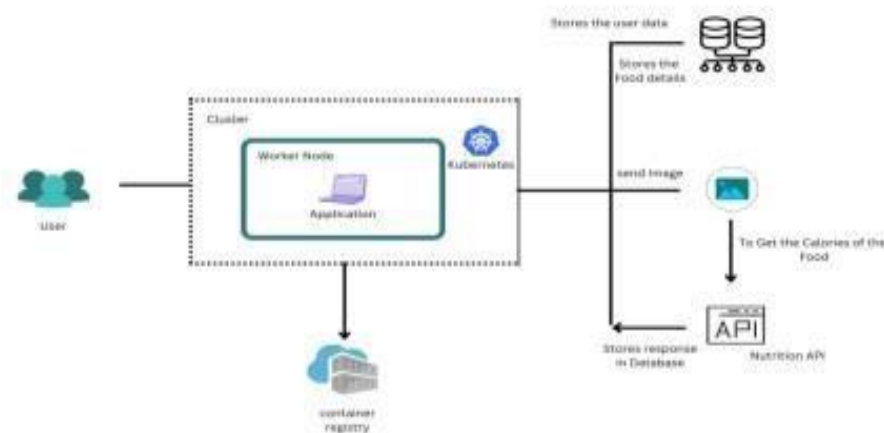 Stores the user data
Stores the
Food details
Cluster
Worker Node
Kubernetes
Application
User
send Image
To Get the Calories of the
Food
API
Stores response
in Database
Nutrition API
container
registry